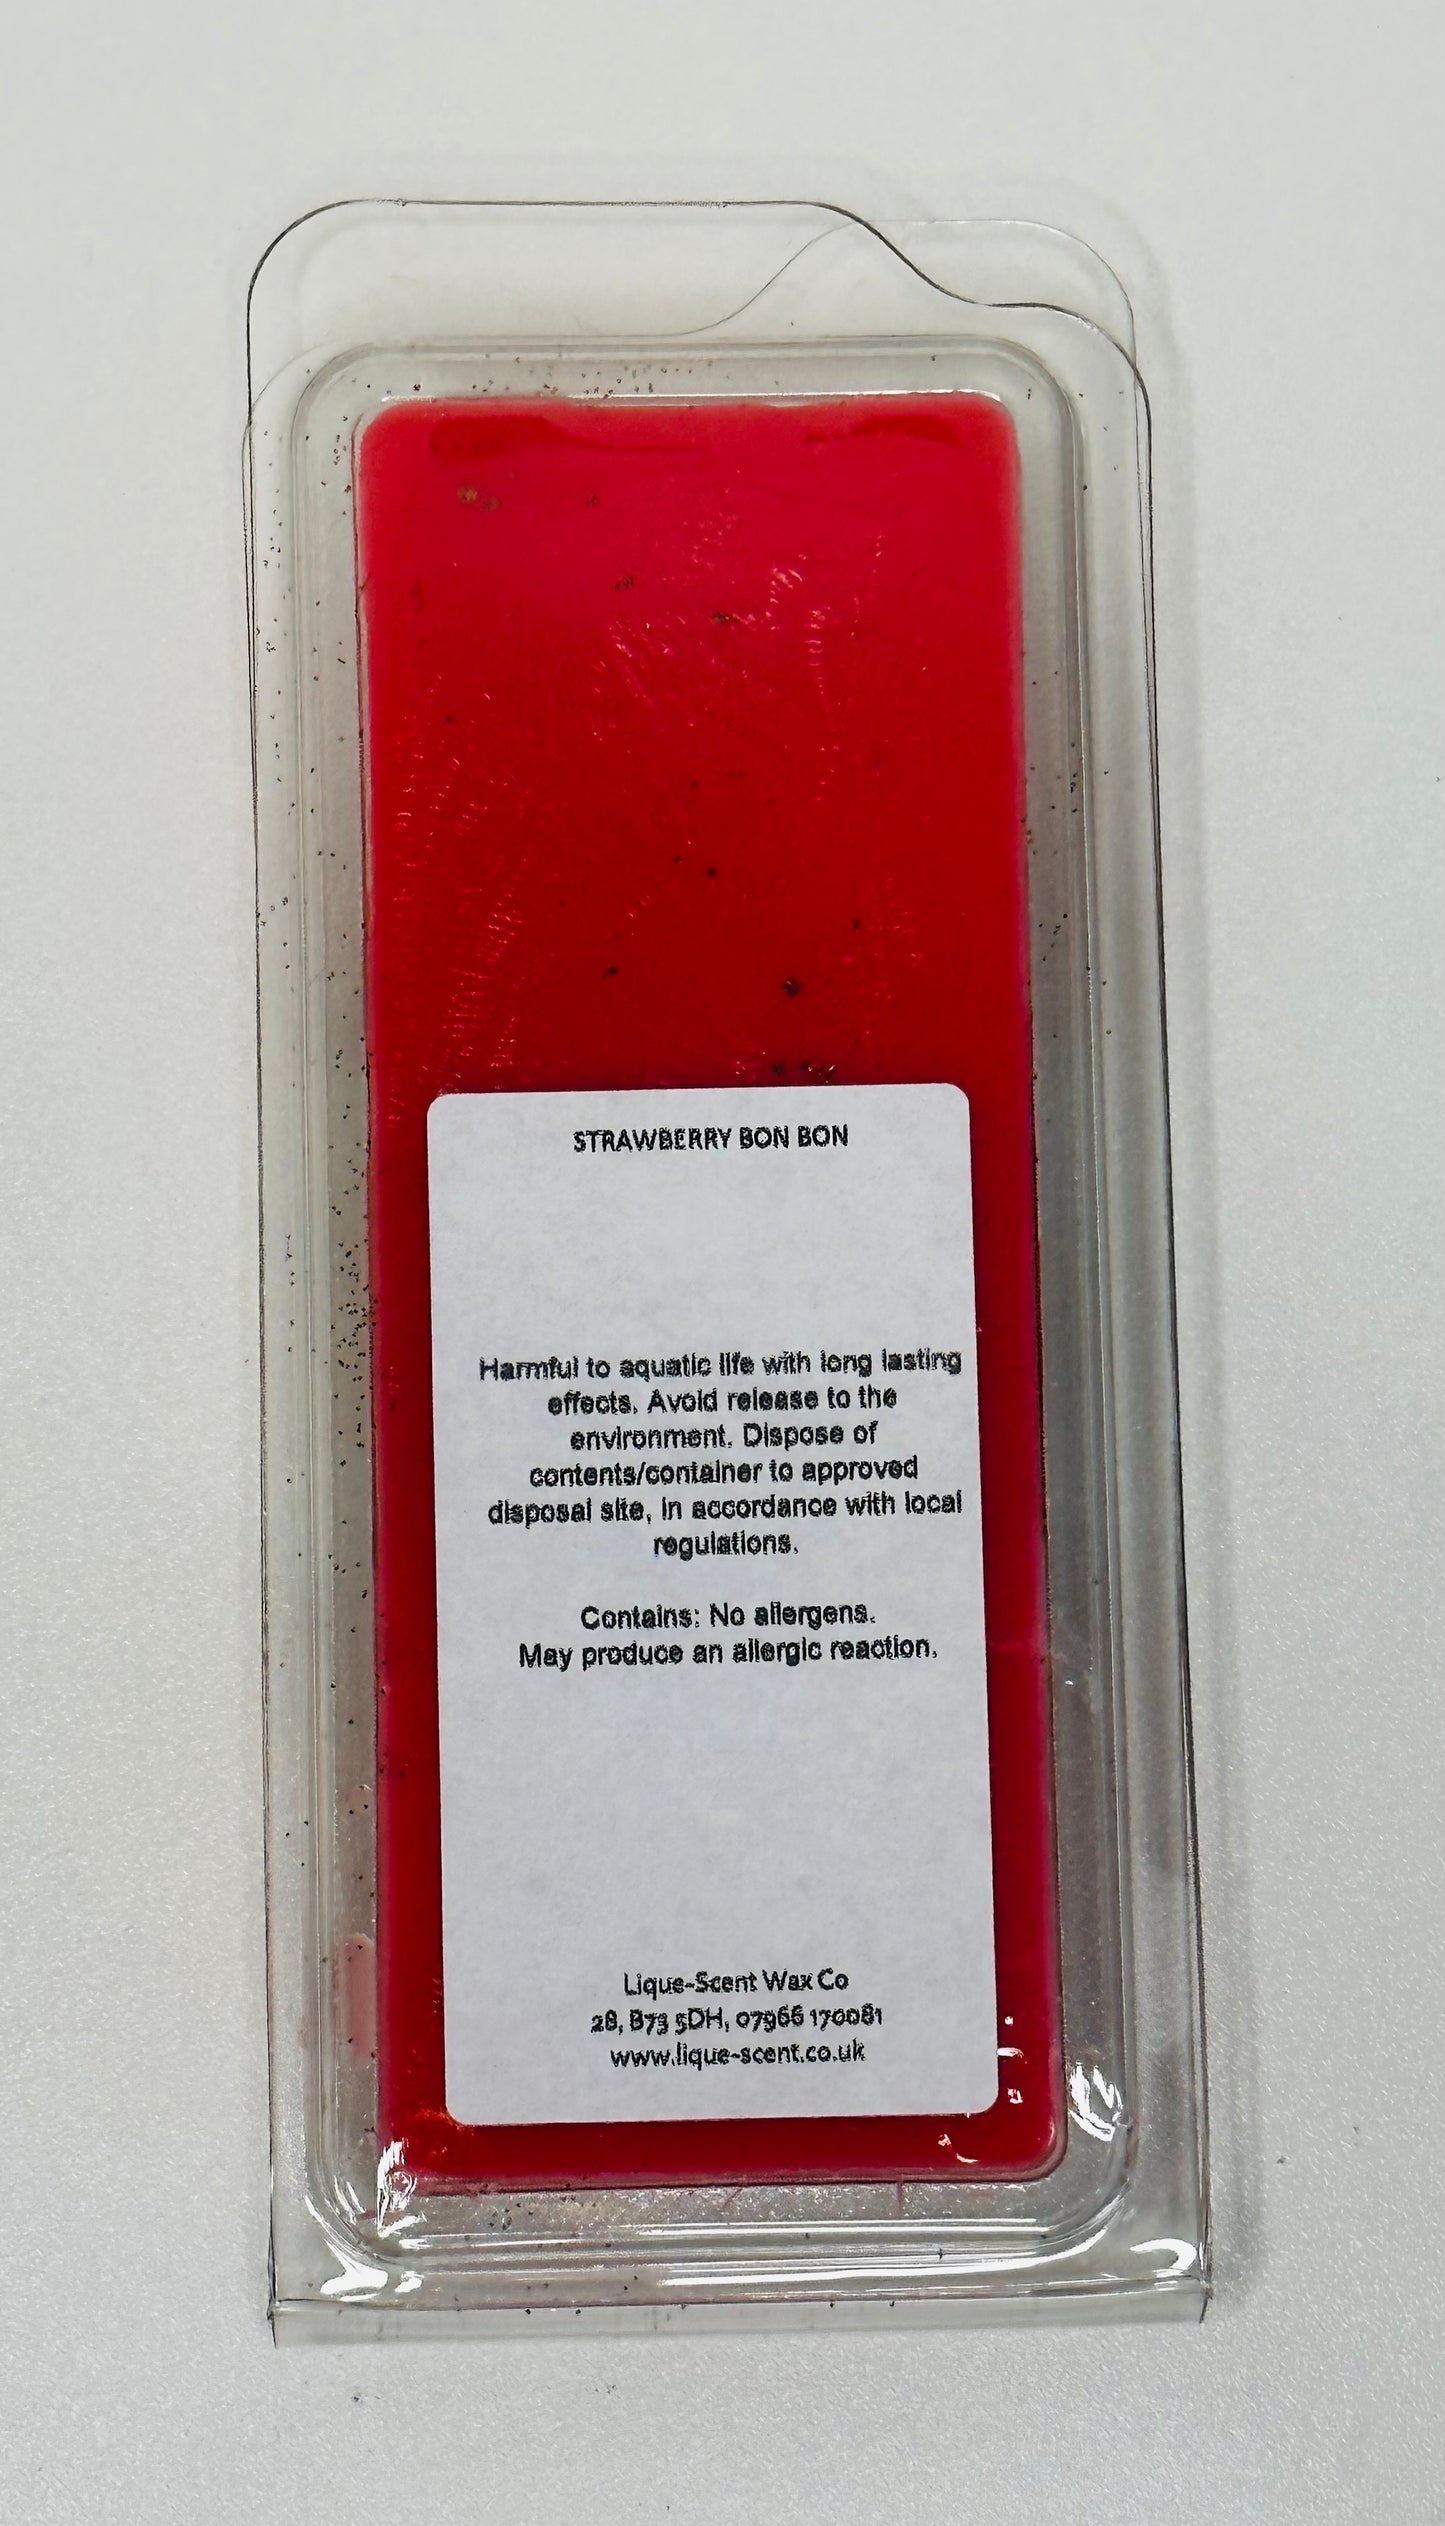 STRAWBERRY BON BON
Harmful to aquatic life with long lasting
effects. Avoid release to the
environment. Dispose of
contents/container to approved
disposal site, in accordance with local
regulations.
Contains: No allergens.
May produce an allergic reaction.
Lique-Scent Wax Co
28, B73 5DH, 07966 170081
www.lique-scent.co.uk